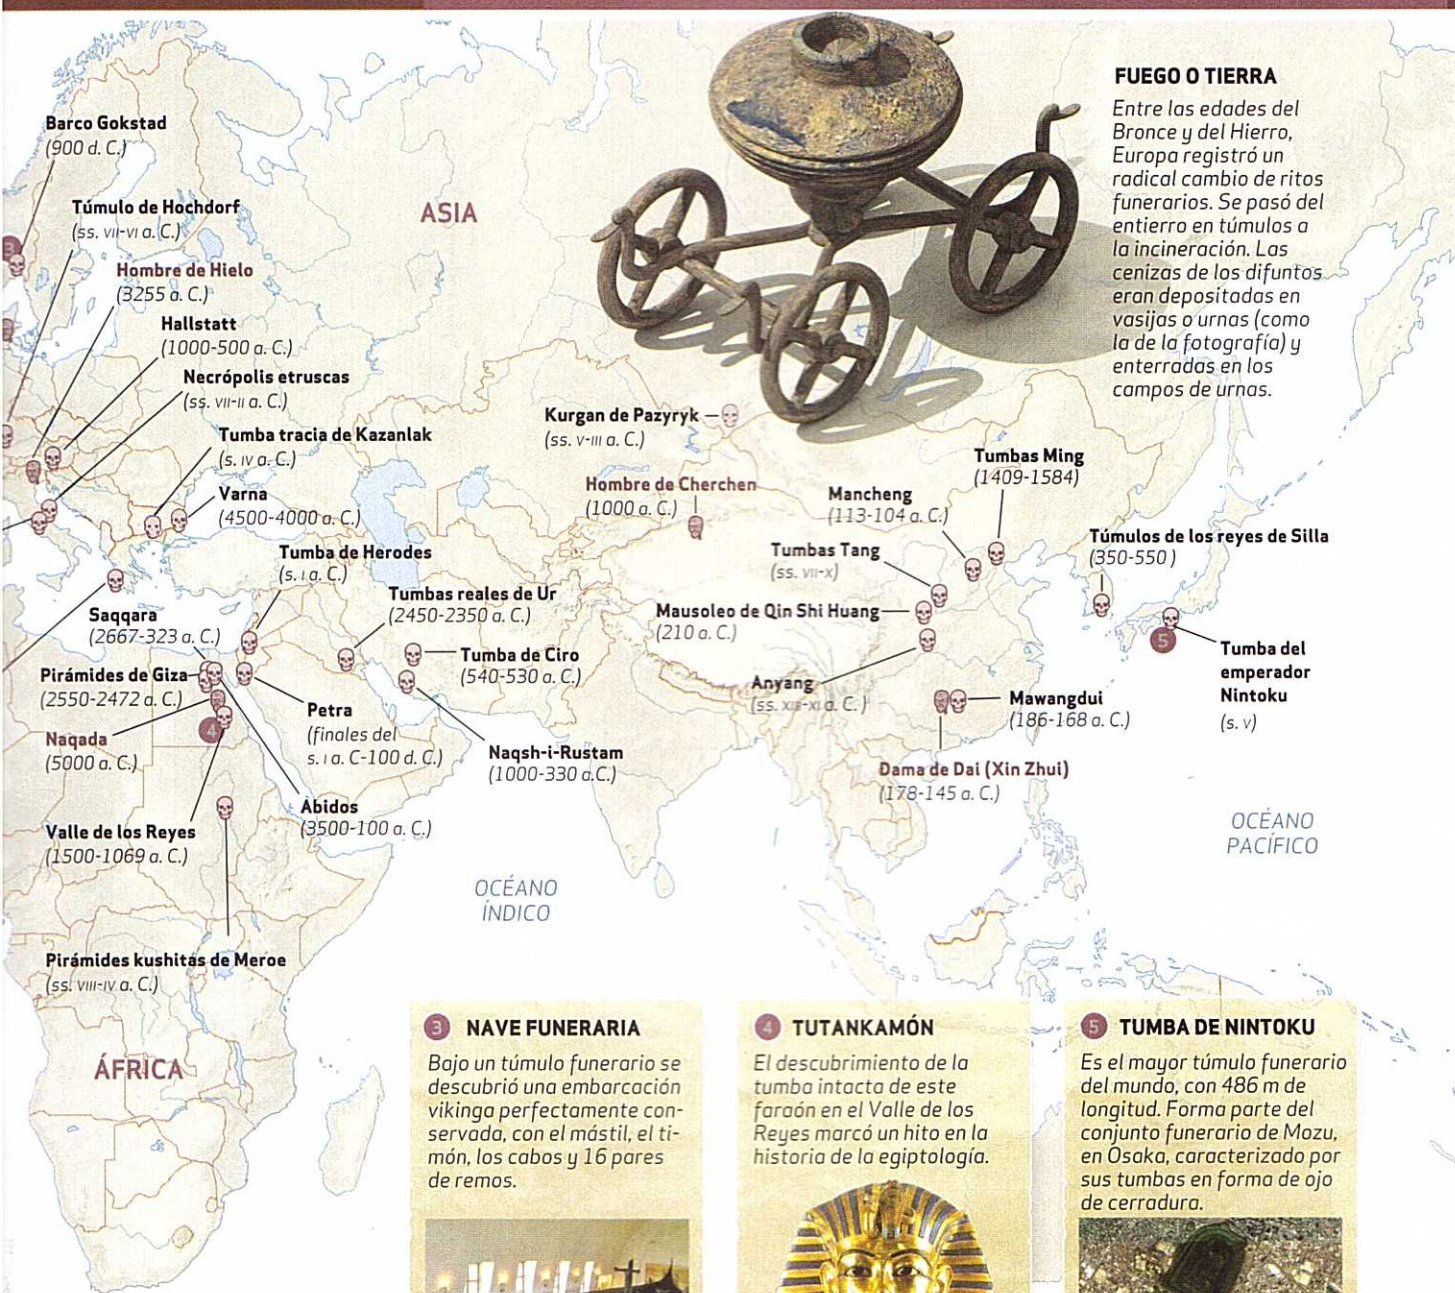 FUEGO O TIERRA
Entre las edades del
Bronce y del Hierro,
Europa registró un
radical cambio de ritos
funerarios. Se pasó del
entierro en túmulos a
la incineración. Las
cenizas de los difuntos
eran depositadas en
vasijas o urnas (como
la de la fotografía) y
enterradas en los
campos de urnas.
Barco Gokstad
(900 d. C.)
Túmulo de Hochdorf
(ss. VII-VI a. C.)
ASIA
3
Hombre de Hielo
(3255 a. C.)
Hallstatt
(1000-500 a. C.)
Necrópolis etruscas
(ss. VII-II a. C.)
Tumba tracia de Kazanlak
(s. IV a. C.)
Varna
(4500-4000 a. C.)
Tumba de Herodes
(s. I a. C.)
Tumbas reales de Ur
(2450-2350 a. C.)
Saqqara
(2667-323 a. C.)
Tumba de Ciro
(540-530 a. C.)
Pirámides de Giza
(2550-2472 a. C.)
Petra
(finales del
s. I a. C-100 d. C.)
Naqada
(5000 a. C.)
4
Naqsh-i-Rustam
(1000-330 a.C.)
Ábidos
(3500-100 a. C.)
Valle de los Reyes
(1500-1069 a. C.)
Pirámides kushitas de Meroe
(ss. VIII-IV a. C.)
ÁFRICA
OCÉANO
ÍNDICO
Kurgan de Pazyryk
(ss. V-III a. C.)
Hombre de Cherchen
(1000 a. C.)
Tumbas Ming
(1409-1584)
Mancheng
(113-104 a. C.)
Túmulos de los reyes de Silla
(350-550 )
Tumbas Tang
(ss. VII-X)
Mausoleo de Qin Shi Huang
(210 a. C.)
5
Tumba del
emperador
Nintoku
(s. V)
Anyang
(ss. XIII-XI a. C. )
Mawangdui
(186-168 a. C.)
Dama de Dai (Xin Zhui)
(178-145 a. C.)
OCÉANO
PACÍFICO
3 NAVE FUNERARIA
Bajo un túmulo funerario se
descubrió una embarcación
vikinga perfectamente con-
servada, con el mástil, el ti-
món, los cabos y 16 pares
de remos.
4 TUTANKAMÓN
El descubrimiento de la
tumba intacta de este
faraón en el Valle de los
Reyes marcó un hito en la
historia de la egiptología.
5 TUMBA DE NINTOKU
Es el mayor túmulo funerario
del mundo, con 486 m de
longitud. Forma parte del
conjunto funerario de Mozu,
en Osaka, caracterizado por
sus tumbas en forma de ojo
de cerradura.